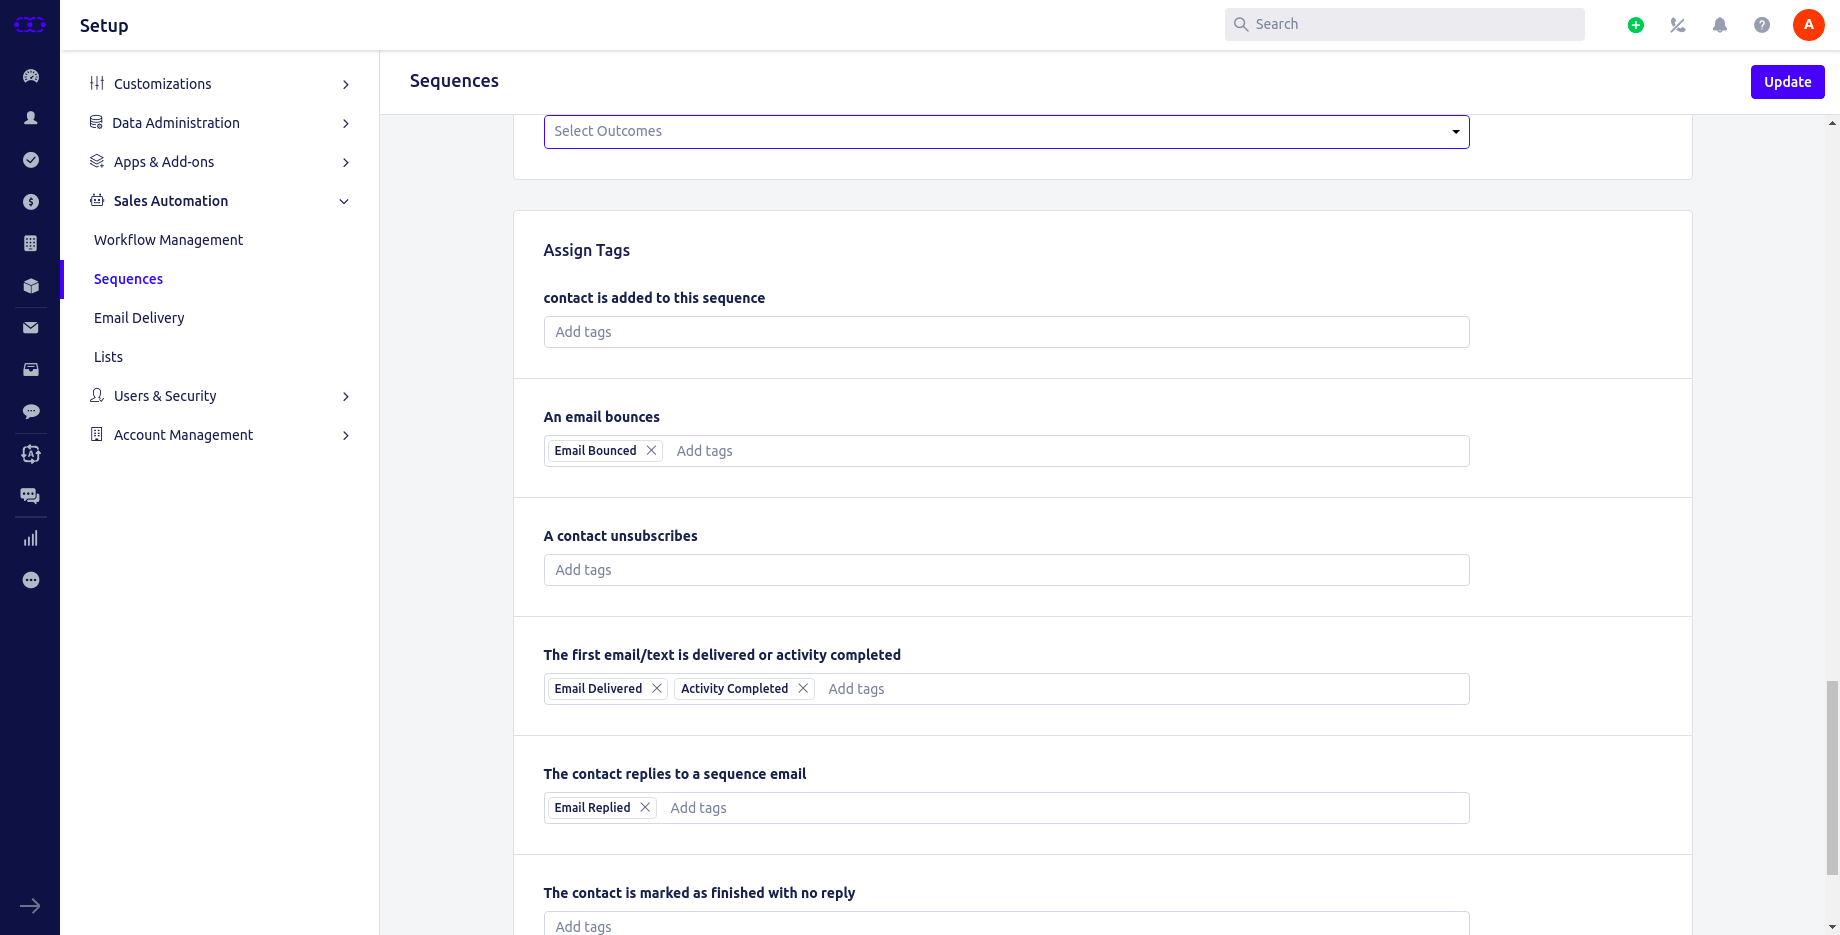 Setup
Search
A
Customizations
Data Administration
Apps & Add-ons
Sales Automation
Workflow Management
Sequences
Email Delivery
Lists
Users & Security
Account Management
Sequences
Update
Select Outcomes
Assign Tags
contact is added to this sequence
Add tags
An email bounces
Email Bounced Add tags
A contact unsubscribes
Add tags
The first email/text is delivered or activity completed
Email Delivered Activity Completed Add tags
The contact replies to a sequence email
Email Replied Add tags
The contact is marked as finished with no reply
Add tags